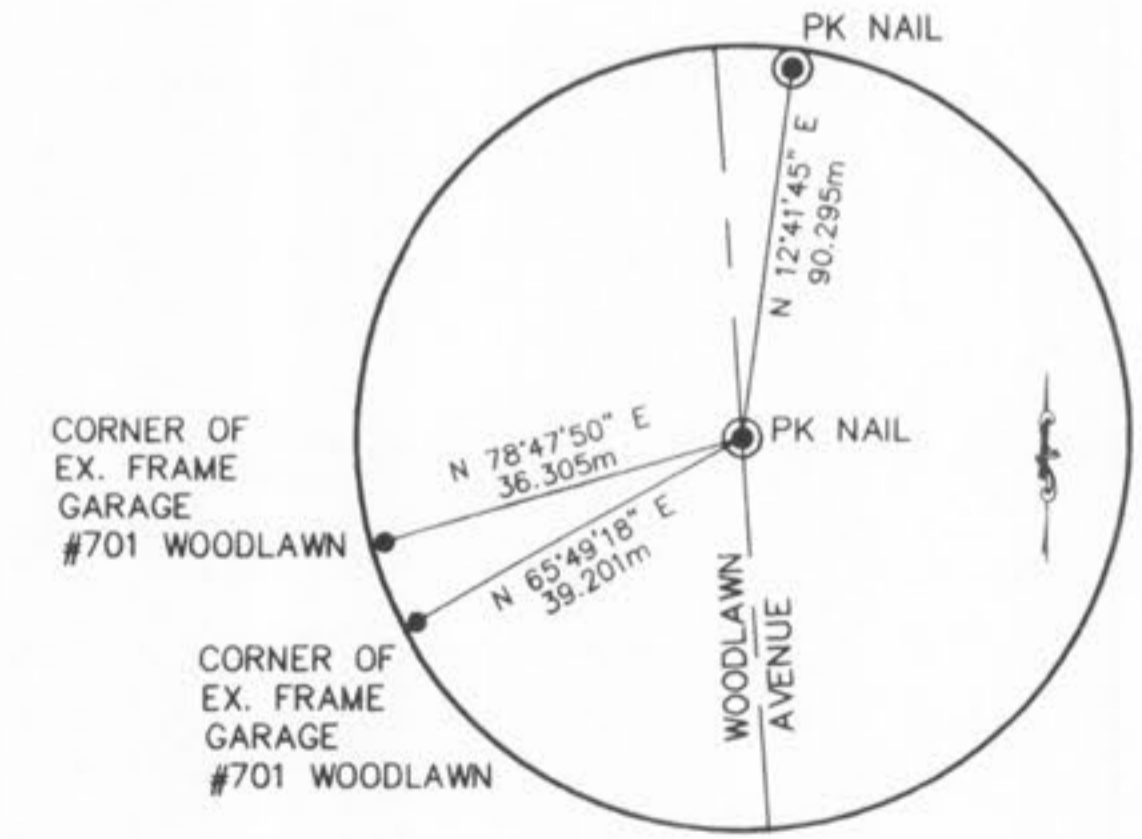 PK NAIL
N 12°41'45" E
90.295m
PK NAIL
N 78°47'50" E
36.305m
CORNER OF
EX. FRAME
GARAGE
#701 WOODLAWN
N 65°49'18" E
39.201m
CORNER OF
EX. FRAME
GARAGE
#701 WOODLAWN
WOODLAWN
AVENUE